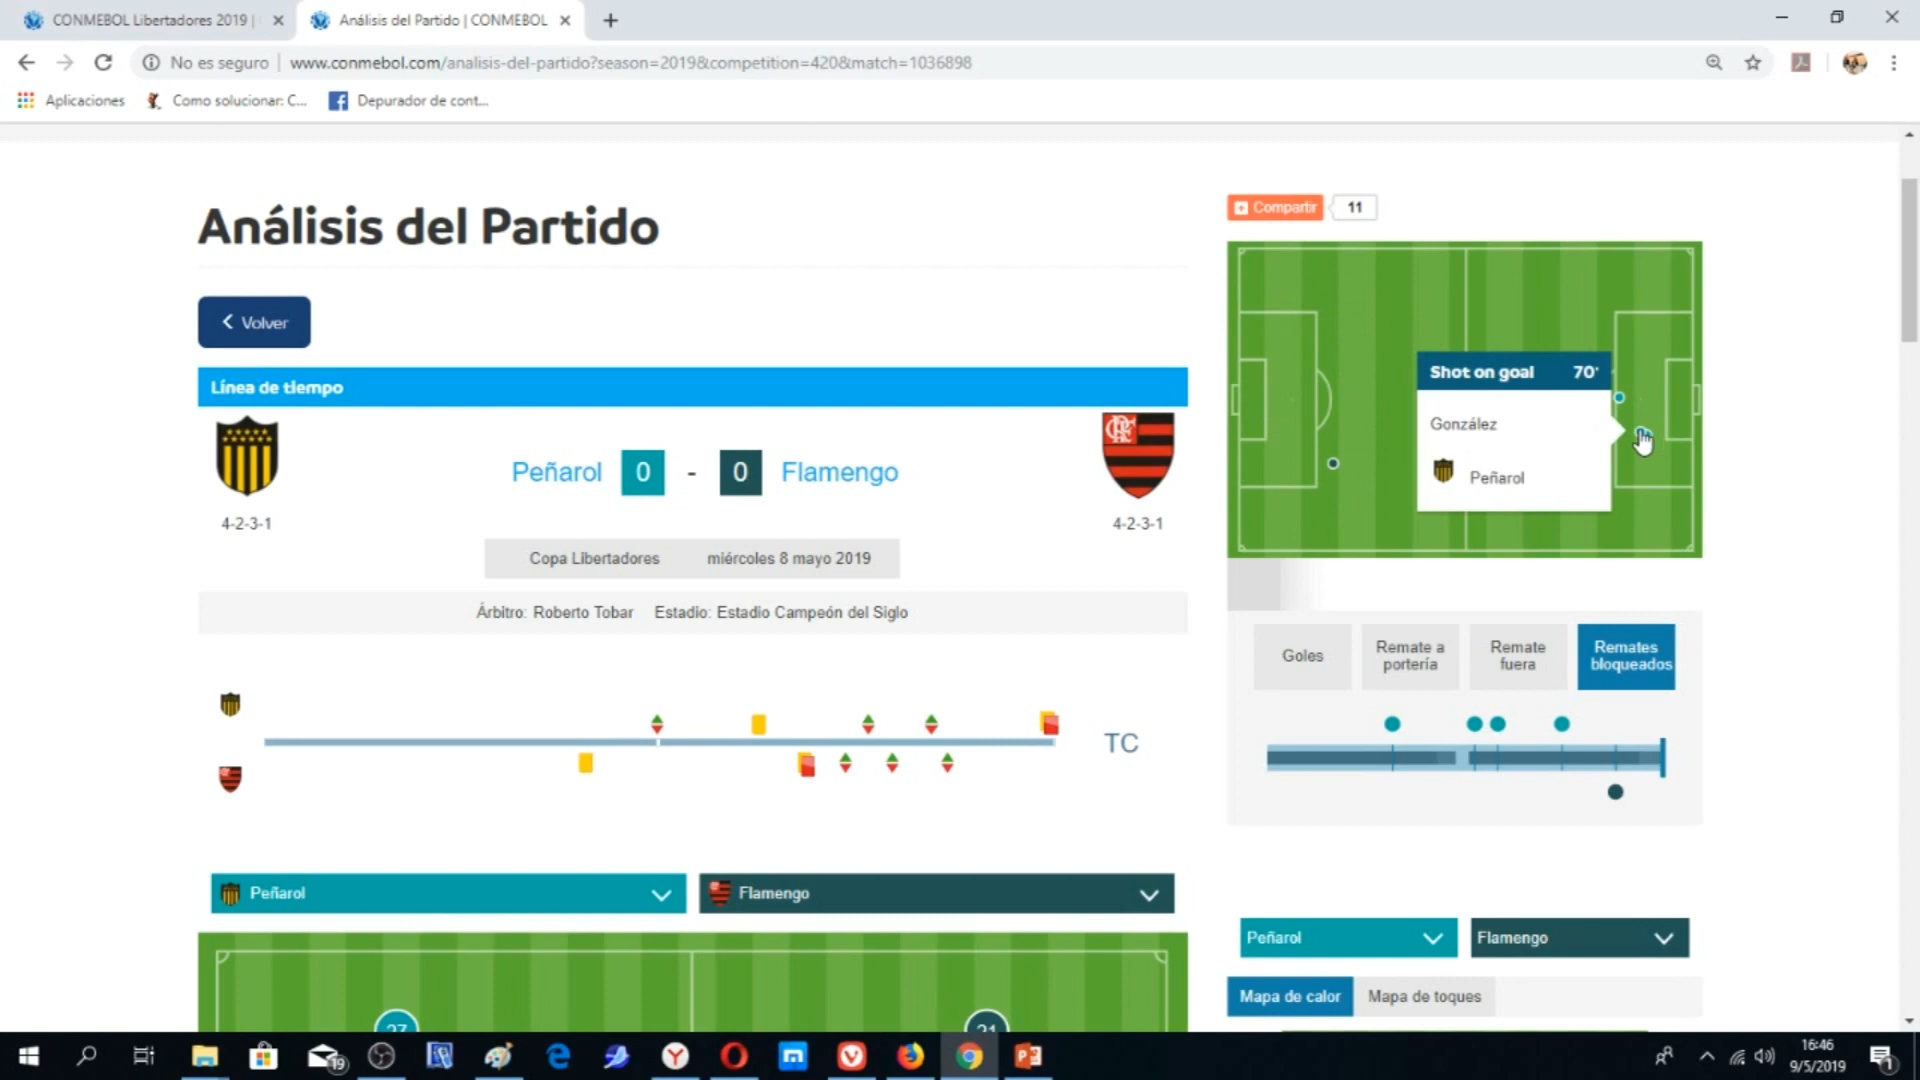 CONMEBOL Libertadores 2019 |
Análisis del Partido | CONMEBOL
No es seguro
www.conmebol.com/analisis-del-partido?season=2019&competition=420&match=1036898
Aplicaciones
Como solucionar: C...
Depurador de cont...
Análisis del Partido
Compartir
11
Volver
Línea de tiempo
Peñarol 0 - 0 Flamengo
4-2-3-1
4-2-3-1
Copa Libertadores miércoles 8 mayo 2019
Árbitro: Roberto Tobar Estadio: Estadio Campeón del Siglo
TC
Peñarol
Flamengo
27
21
Shot on goal 70'
González
Peñarol
Goles
Remate a
portería
Remate
fuera
Remates
bloqueados
Peñarol
Flamengo
Mapa de calor
Mapa de toques
19
16:46
9/5/2019
1